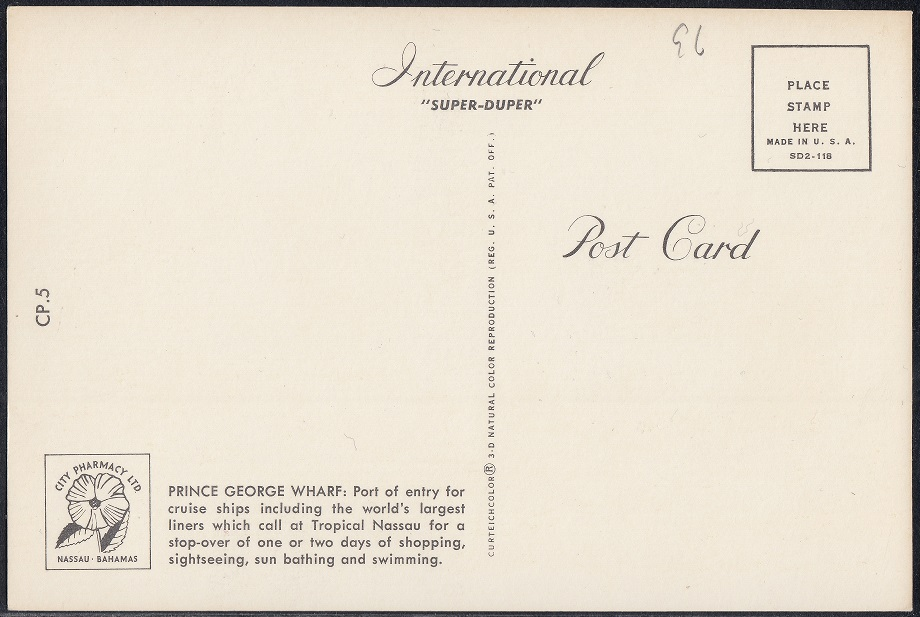 International
"SUPER-DUPER"
PLACE
STAMP
HERE
MADE IN U. S. A.
SD2-118
Post Card
CP.5
CURTEICHCOLOR® 3-D NATURAL COLOR REPRODUCTION (REG. U. S. A. PAT. OFF.)
CITY PHARMACY LTD.
NASSAU · BAHAMAS
PRINCE GEORGE WHARF: Port of entry for
cruise ships including the world's largest
liners which call at Tropical Nassau for a
stop-over of one or two days of shopping,
sightseeing, sun bathing and swimming.